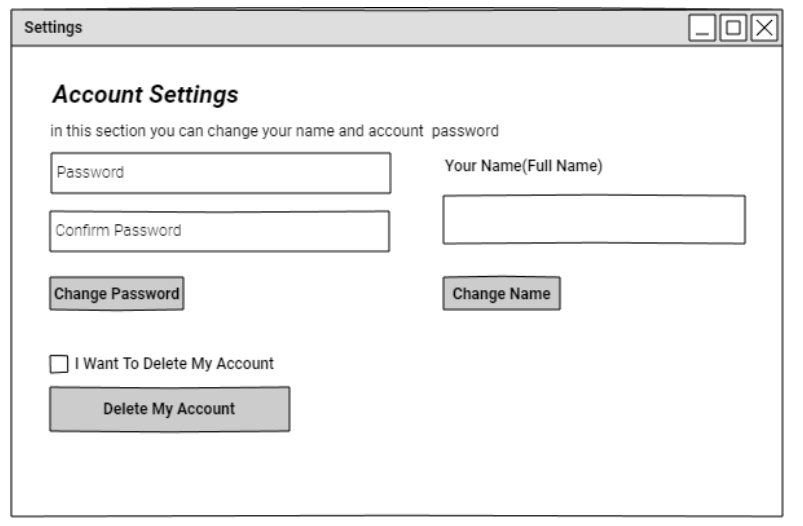 Settings
Account Settings
in this section you can change your name and account password
Password
Your Name(Full Name)
Confirm Password
Change Password
Change Name
I Want To Delete My Account
Delete My Account